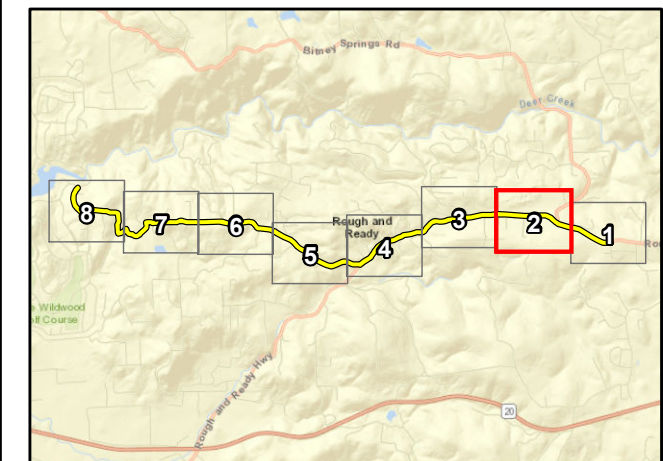 Bitney Springs Rd
Deer Creek
8
7
6
5
Rough and
Ready
4
3
2
1
Ro
e Wildwood
olf Course
Rough and Ready Hwy
20